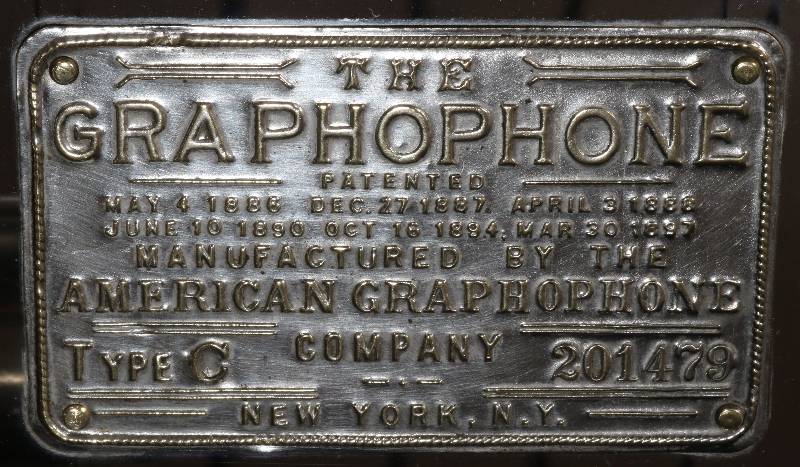 THE
GRAPHOPHONE
PATENTED
MAY 4 1886 DEC. 27 1887. APRIL 3 1888
JUNE 10 1890 OCT 16 1894. MAR 30 1897
MANUFACTURED BY THE
AMERICAN GRAPHOPHONE
TYPE C COMPANY 201479
NEW YORK, N.Y.